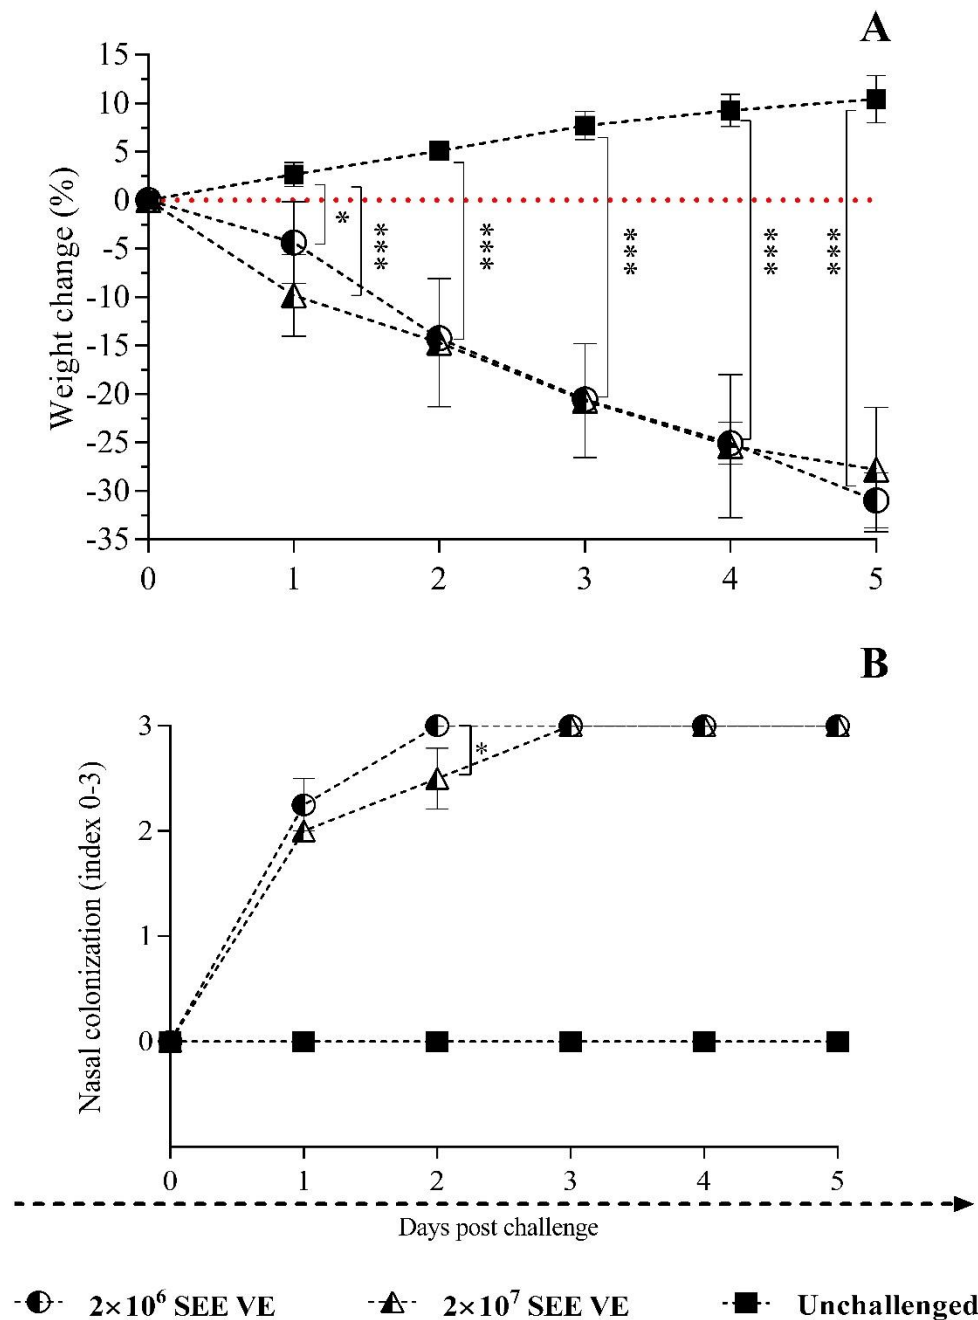 A
15
10
5
0
-5
-10
-15
-20
-25
-30
-35
Weight change (%)
*
***
***
***
***
***
0 1 2 3 4 5
B
3
2
1
0
Nasal colonization (index 0-3)
*
0 1 2 3 4 5
Days post challenge
2×10⁶ SEE VE 2×10⁷ SEE VE Unchallenged